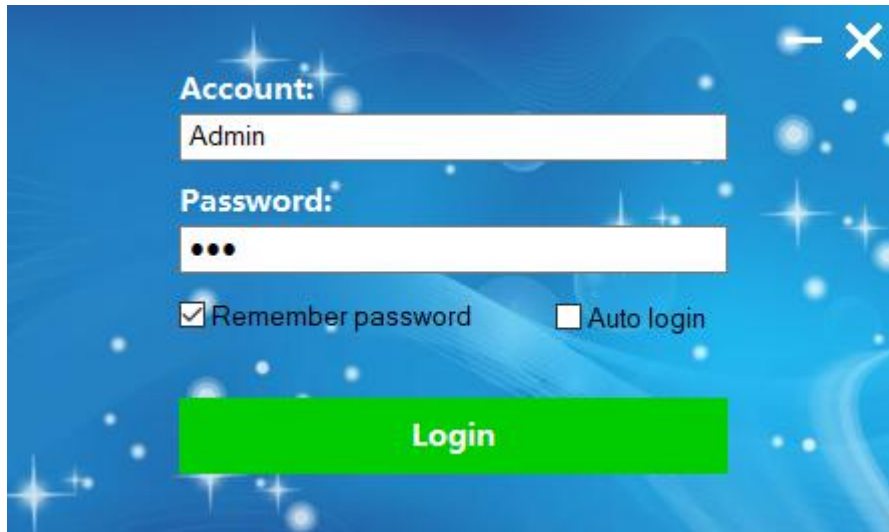 Account:
Admin
Password:
●●●
Remember password
Auto login
Login